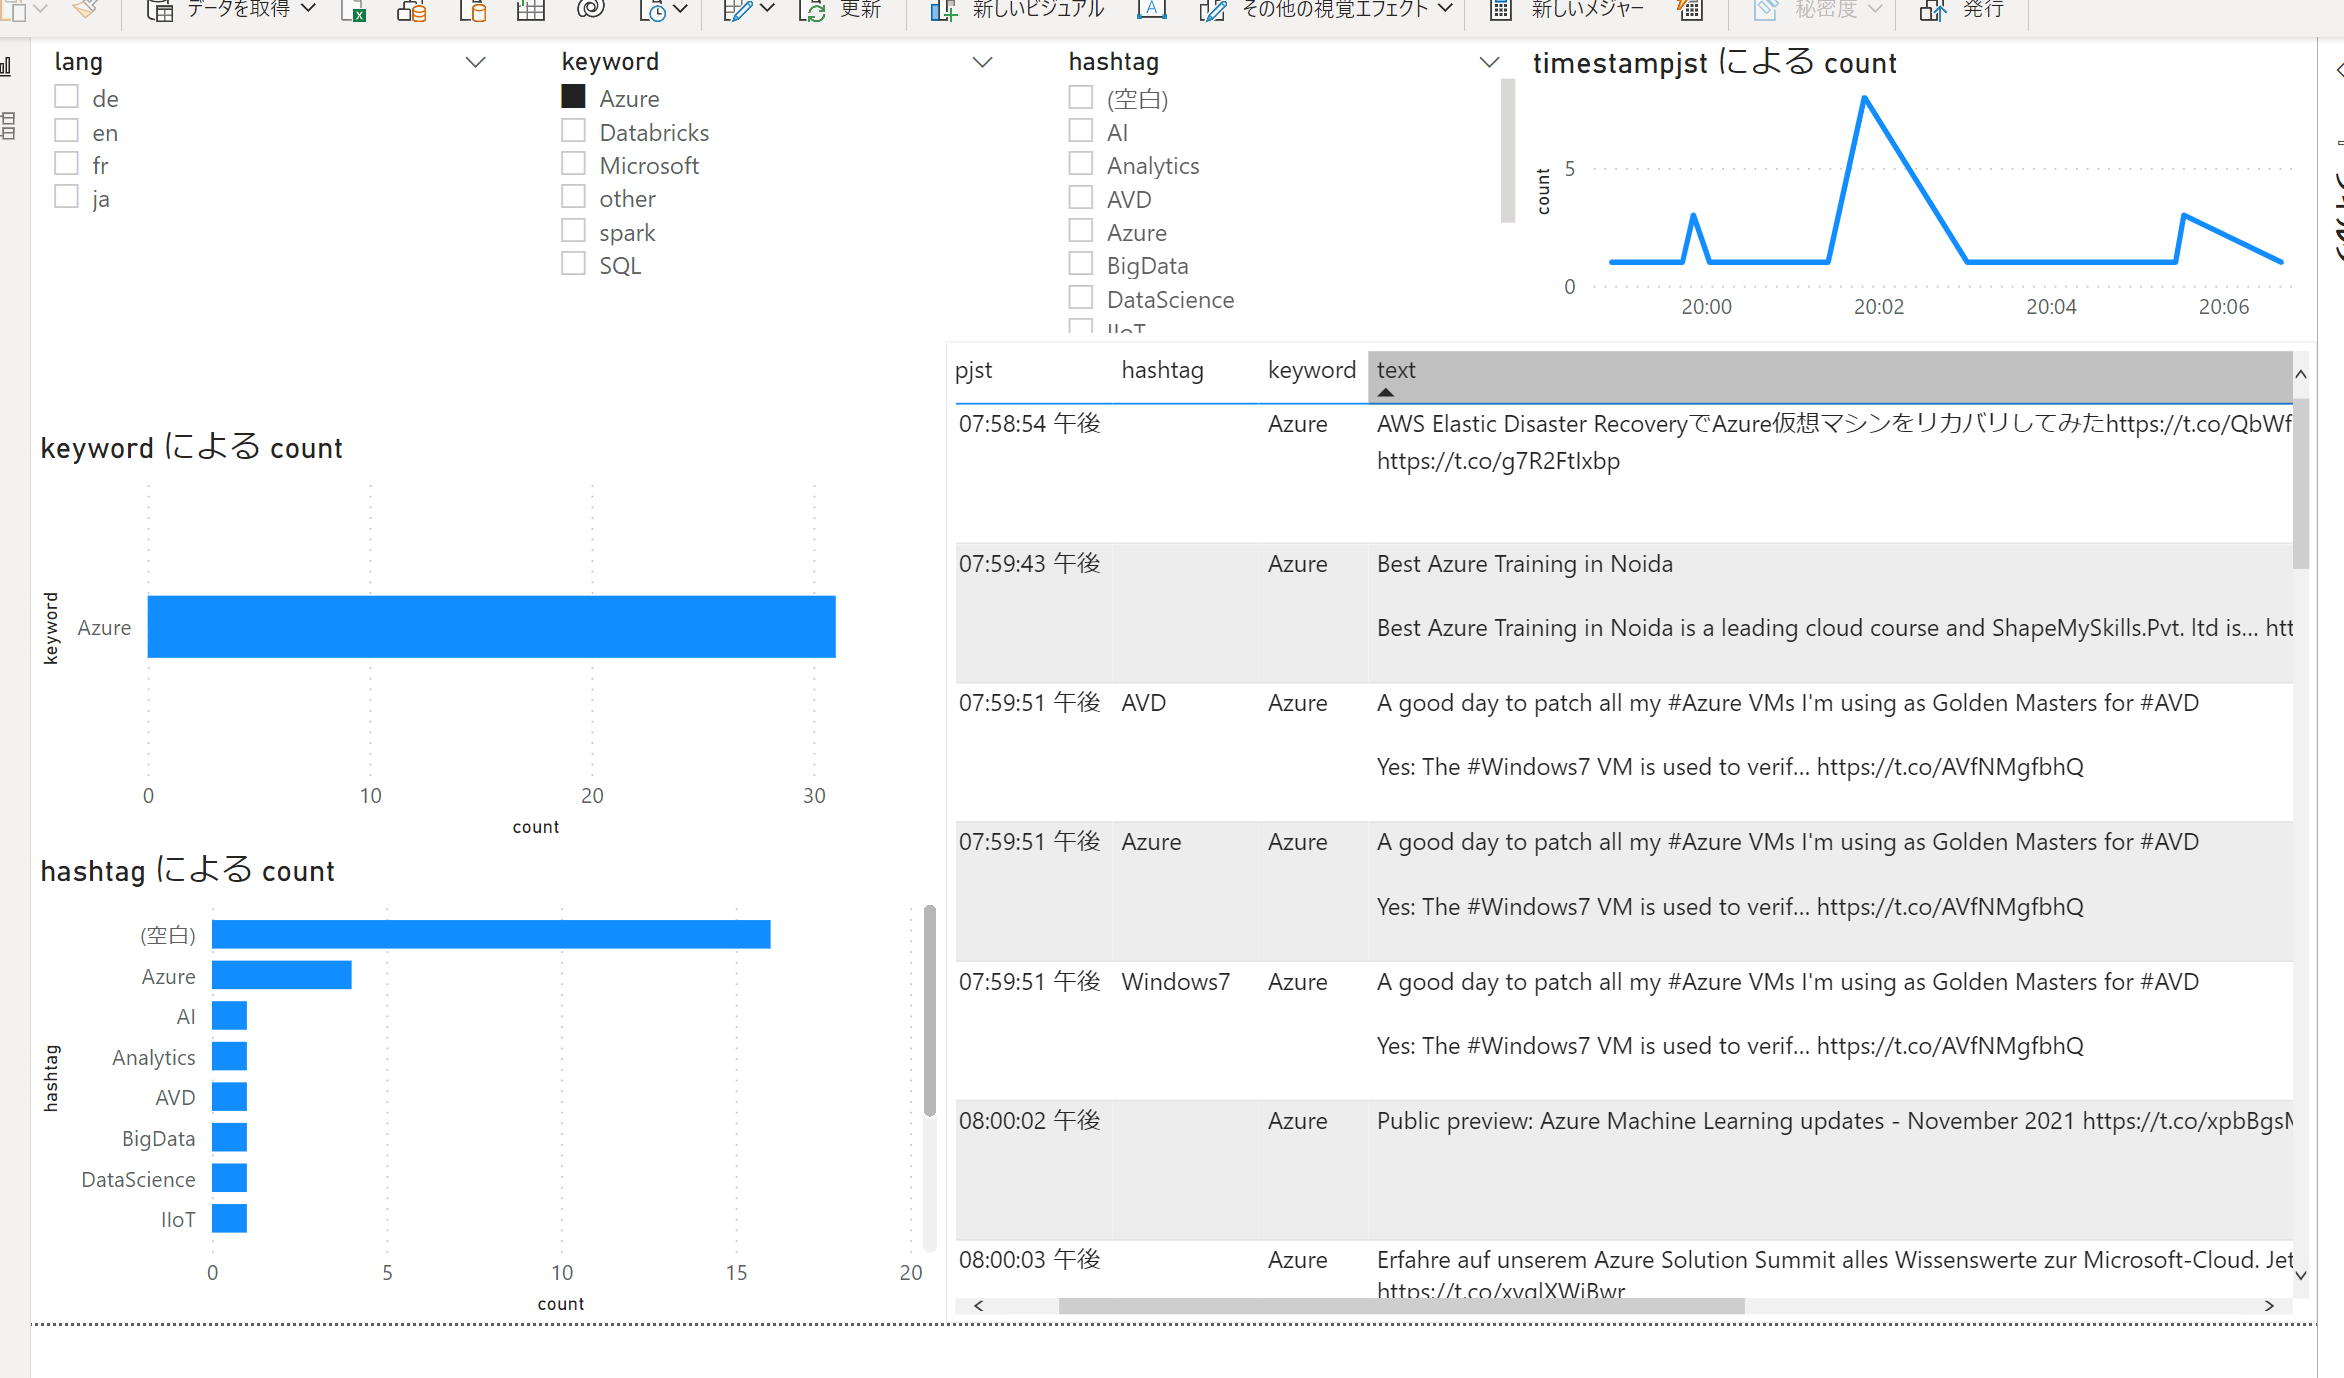 データを取得
更新
新しいビジュアル
その他の視覚エフェクト
新しいメジャー
秘密度
発行
lang
de
en
fr
ja
keyword
Azure
Databricks
Microsoft
other
spark
SQL
hashtag
(空白)
AI
Analytics
AVD
Azure
BigData
DataScience
IIoT
timestampjst による count
count
5
0
20:00 20:02 20:04 20:06
keyword による count
keyword
Azure
0 10 20 30
count
hashtag による count
hashtag
(空白)
Azure
AI
Analytics
AVD
BigData
DataScience
IIoT
0 5 10 15 20
count
pjst hashtag keyword text
07:58:54 午後 Azure AWS Elastic Disaster RecoveryでAzure仮想マシンをリカバリしてみたhttps://t.co/QbWf
https://t.co/g7R2FtIxbp
07:59:43 午後 Azure Best Azure Training in Noida
Best Azure Training in Noida is a leading cloud course and ShapeMySkills.Pvt. ltd is… htt
07:59:51 午後 AVD Azure A good day to patch all my #Azure VMs I'm using as Golden Masters for #AVD
Yes: The #Windows7 VM is used to verif… https://t.co/AVfNMgfbhQ
07:59:51 午後 Azure Azure A good day to patch all my #Azure VMs I'm using as Golden Masters for #AVD
Yes: The #Windows7 VM is used to verif… https://t.co/AVfNMgfbhQ
07:59:51 午後 Windows7 Azure A good day to patch all my #Azure VMs I'm using as Golden Masters for #AVD
Yes: The #Windows7 VM is used to verif… https://t.co/AVfNMgfbhQ
08:00:02 午後 Azure Public preview: Azure Machine Learning updates - November 2021 https://t.co/xpbBgsM
08:00:03 午後 Azure Erfahre auf unserem Azure Solution Summit alles Wissenswerte zur Microsoft-Cloud. Jet